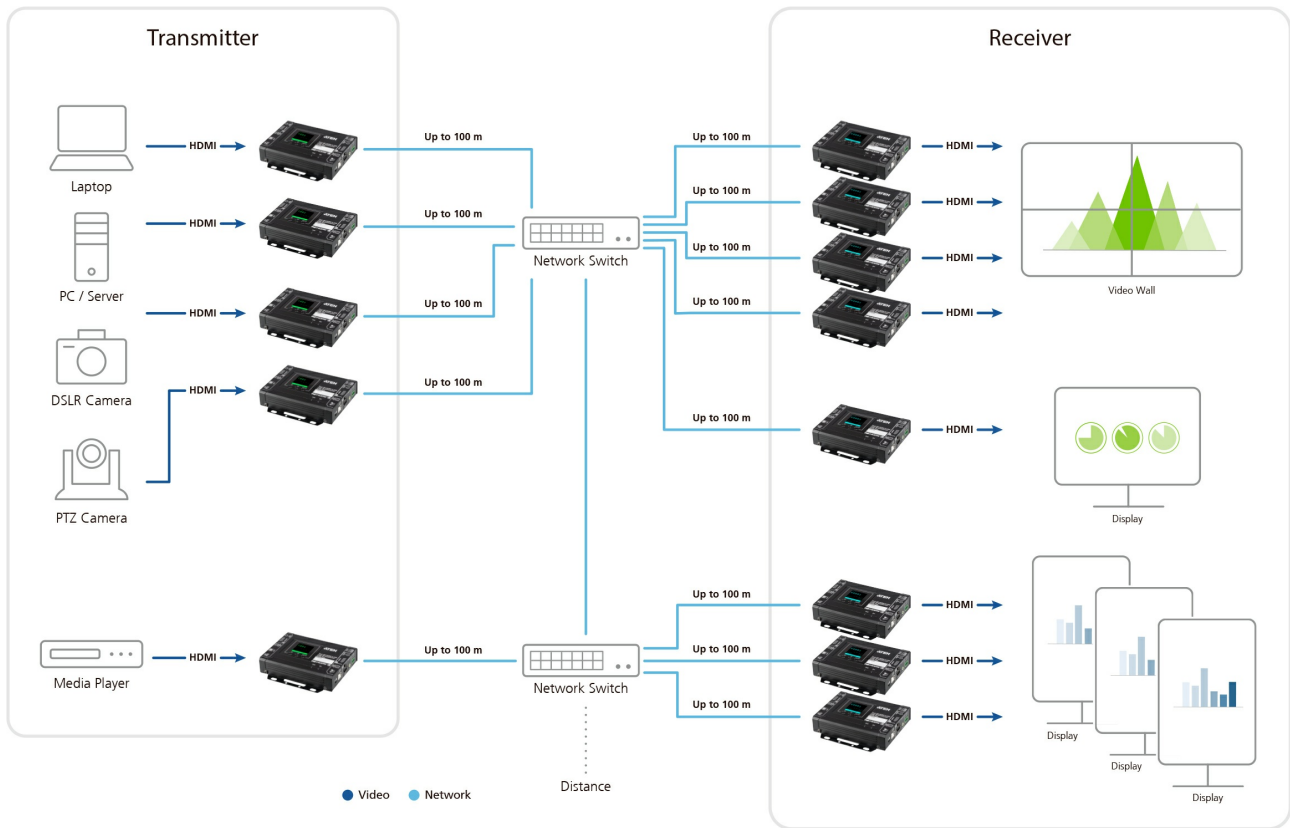 Transmitter
Receiver
Laptop
HDMI
Up to 100 m
PC / Server
HDMI
Up to 100 m
DSLR Camera
HDMI
Up to 100 m
PTZ Camera
HDMI
Up to 100 m
Network Switch
Up to 100 m
HDMI
Up to 100 m
HDMI
Up to 100 m
HDMI
Up to 100 m
HDMI
Video Wall
Up to 100 m
HDMI
Display
Media Player
HDMI
Up to 100 m
Network Switch
Distance
Up to 100 m
HDMI
Up to 100 m
HDMI
Up to 100 m
HDMI
Display
Display
Display
Video
Network